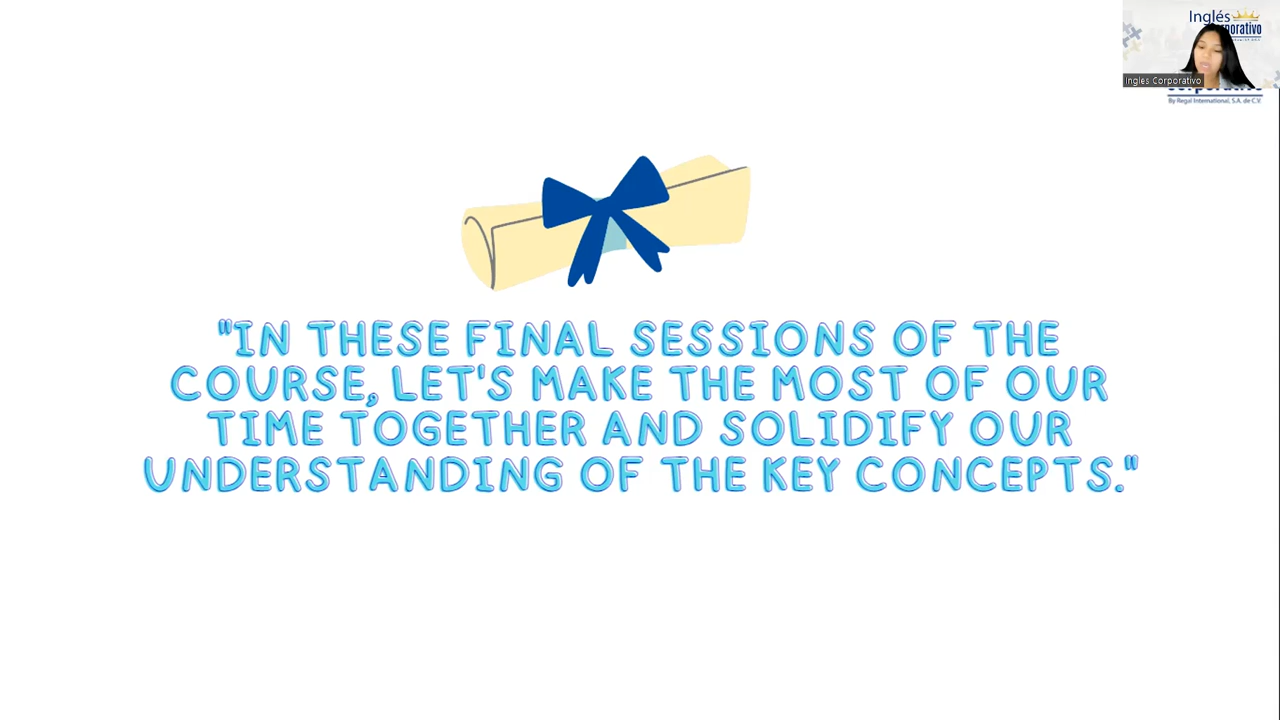 Inglés
Ingles Corporativo
By Regal International, S.A. de C.V.
"IN THESE FINAL SESSIONS OF THE
COURSE, LET'S MAKE THE MOST OF OUR
TIME TOGETHER AND SOLIDIFY OUR
UNDERSTANDING OF THE KEY CONCEPTS."